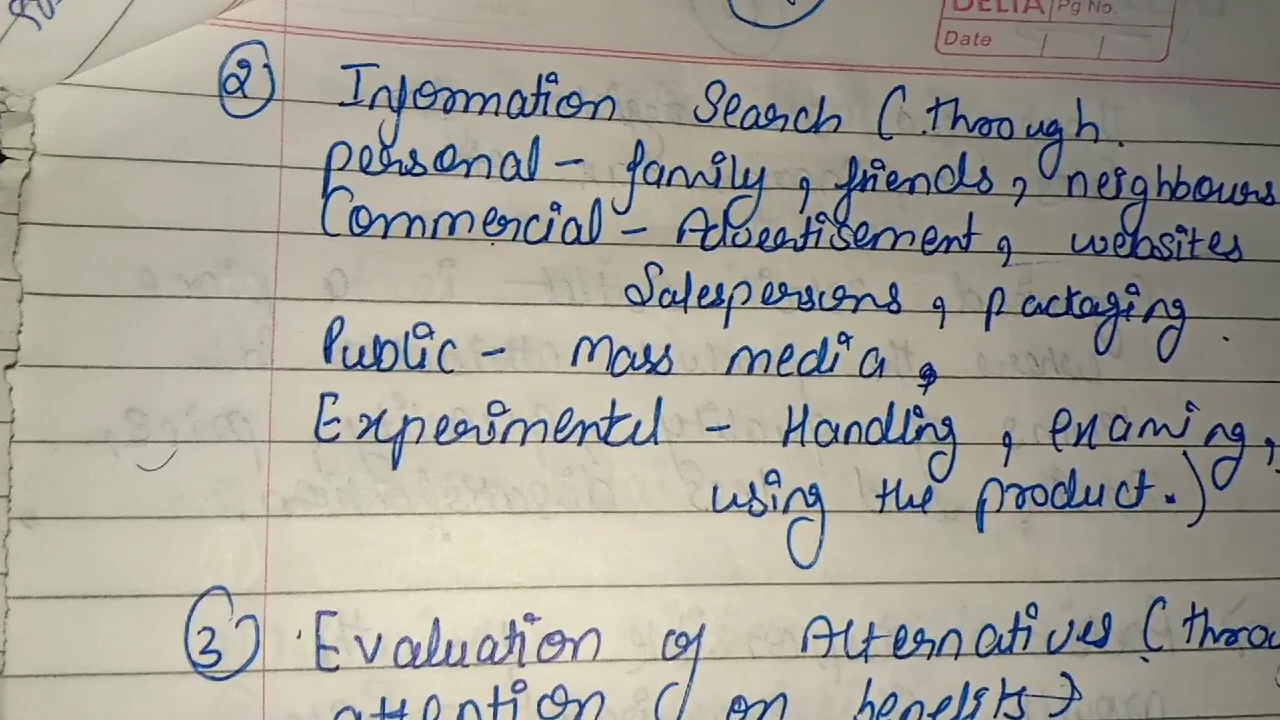 DELTA Pg No.
Date
② Information Search (through
personal - family, friends, neighbours
Commercial - Advertisement, websites
Salespersons, packaging.
Public - Mass media,
Experimental - Handling, examing,
using the product.)
③ Evaluation of Alternatives (throu
attention on benefits